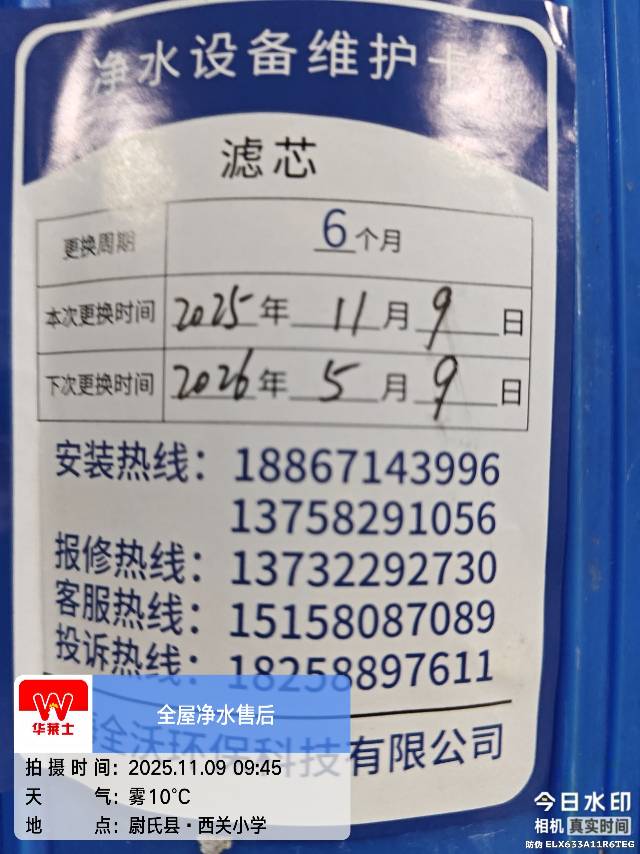 净水设备维护卡
滤芯
更换周期 6个月
本次更换时间 2025年11月9日
下次更换时间 2026年5月9日
安装热线：18867143996
13758291056
报修热线：13732292730
客服热线：15158087089
投诉热线：18258897611
沃环保科技有限公司
华莱士
全屋净水售后
拍摄时间：2025.11.09 09:45
天气：雾10°C
地点：尉氏县·西关小学
今日水印
相机 真实时间
防伪 ELX633A11R6TEG